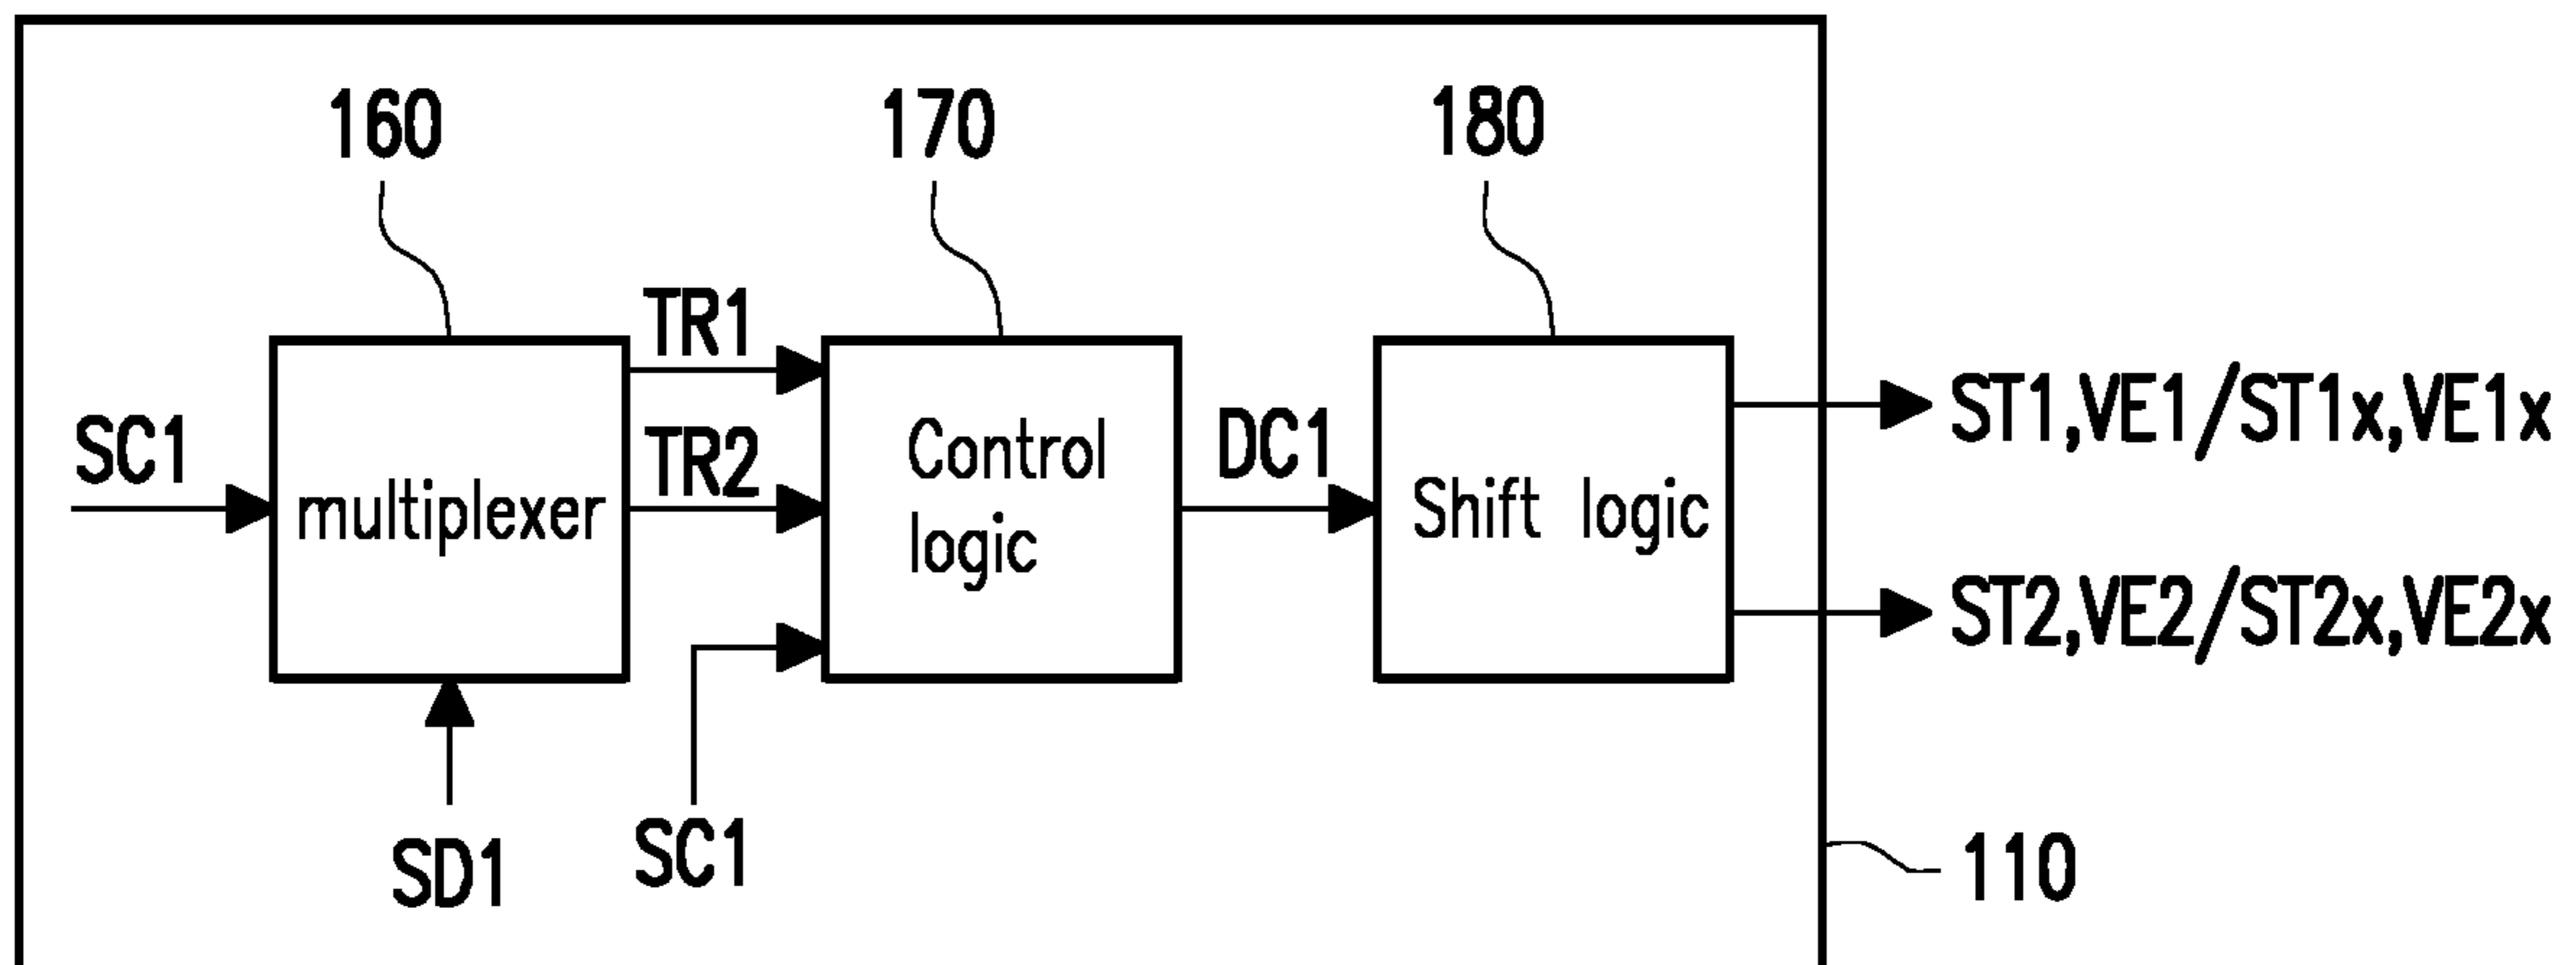 160
170
180
TR1
ST1,VE1/ST1x,VE1x
SC1
TR2
Control
logic
DC1
multiplexer
Shift logic
ST2,VE2/ST2x,VE2x
SD1
SC1
110